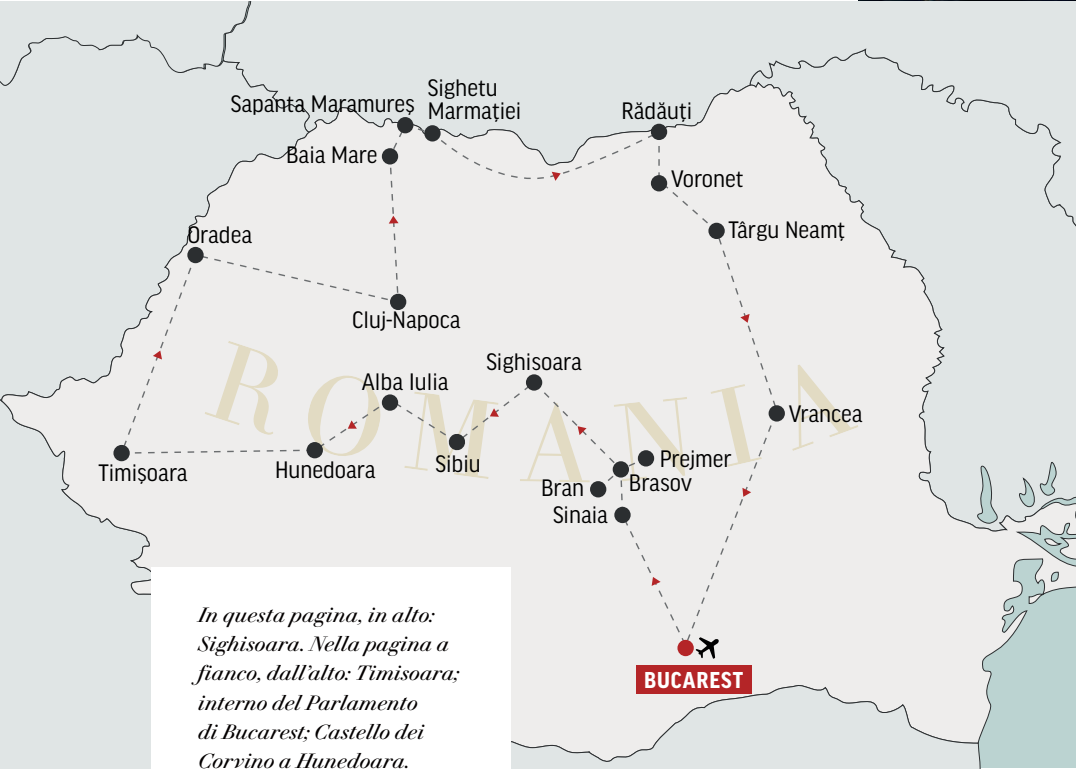 Sighetu
Marmației
Sapanta Maramureș
Rădăuți
Baia Mare
Voronet
Târgu Neamț
Oradea
Cluj-Napoca
ROMANIA
Sighisoara
Alba Iulia
Vrancea
Sibiu
Prejmer
Timișoara
Hunedoara
Brasov
Bran
Sinaia
BUCAREST
In questa pagina, in alto:
Sighisoara. Nella pagina a
fianco, dall'alto: Timisoara;
interno del Parlamento
di Bucarest; Castello dei
Corvino a Hunedoara.